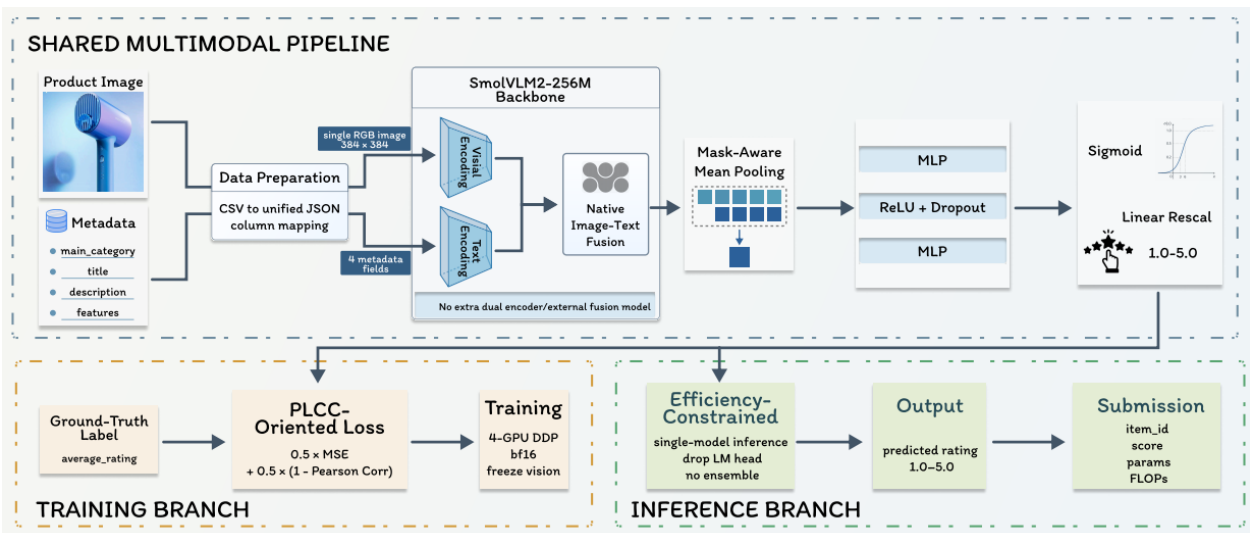 SHARED MULTIMODAL PIPELINE
Product Image
Metadata
main_category
title
description
features
Data Preparation
CSV to unified JSON
column mapping
single RGB image
384 × 384
4 metadata
fields
SmolVLM2-256M
Backbone
Visial
Encoding
Text
Encoding
Native
Image-Text
Fusion
No extra dual encoder/external fusion model
Mask-Aware
Mean Pooling
MLP
ReLU + Dropout
MLP
Sigmoid
Linear Rescal
1.0-5.0
Ground-Truth
Label
average_rating
PLCC-
Oriented Loss
0.5 × MSE
+ 0.5 × (1 - Pearson Corr)
Training
4-GPU DDP
bf16
freeze vision
TRAINING BRANCH
Efficiency-
Constrained
single-model inference
drop LM head
no ensemble
Output
predicted rating
1.0–5.0
Submission
item_id
score
params
FLOPs
INFERENCE BRANCH